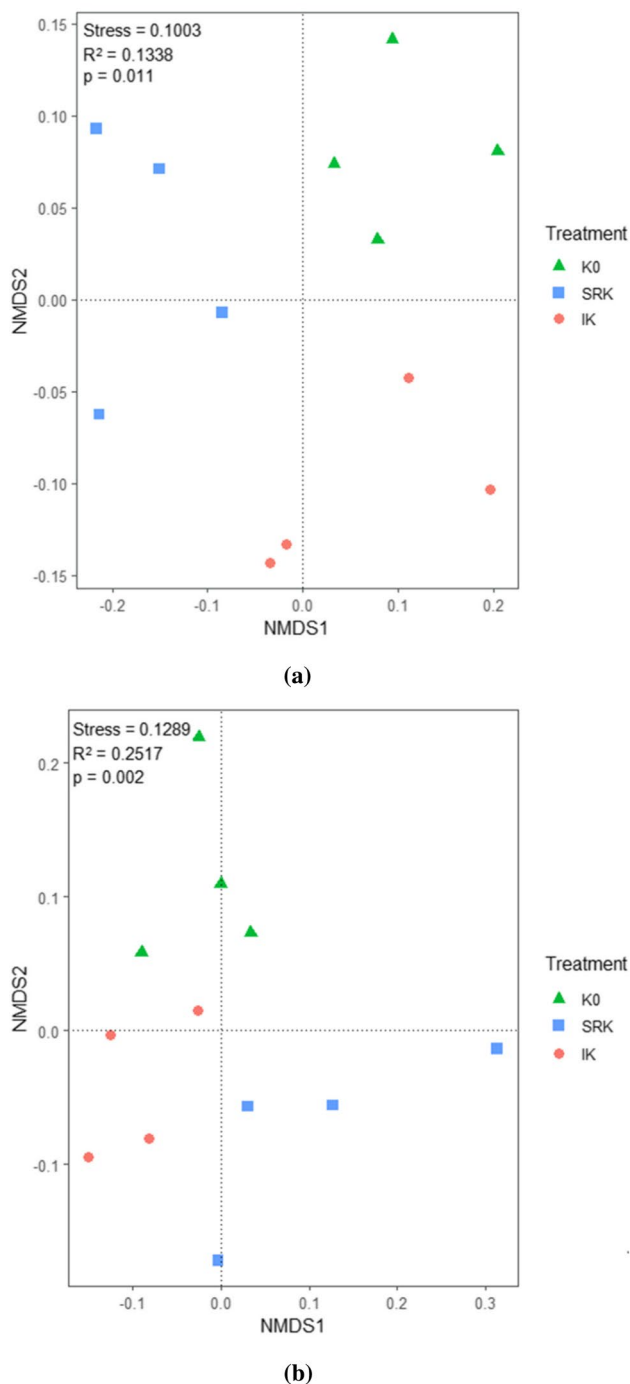 Stress = 0.1003
R² = 0.1338
p = 0.011
0.15
0.10
0.05
0.00
-0.05
-0.10
-0.15
NMDS2
-0.2
-0.1
0.0
0.1
0.2
NMDS1
Treatment
K0
SRK
IK
(a)
Stress = 0.1289
R² = 0.2517
p = 0.002
0.2
0.1
0.0
-0.1
NMDS2
-0.1
0.0
0.1
0.2
0.3
NMDS1
Treatment
K0
SRK
IK
(b)